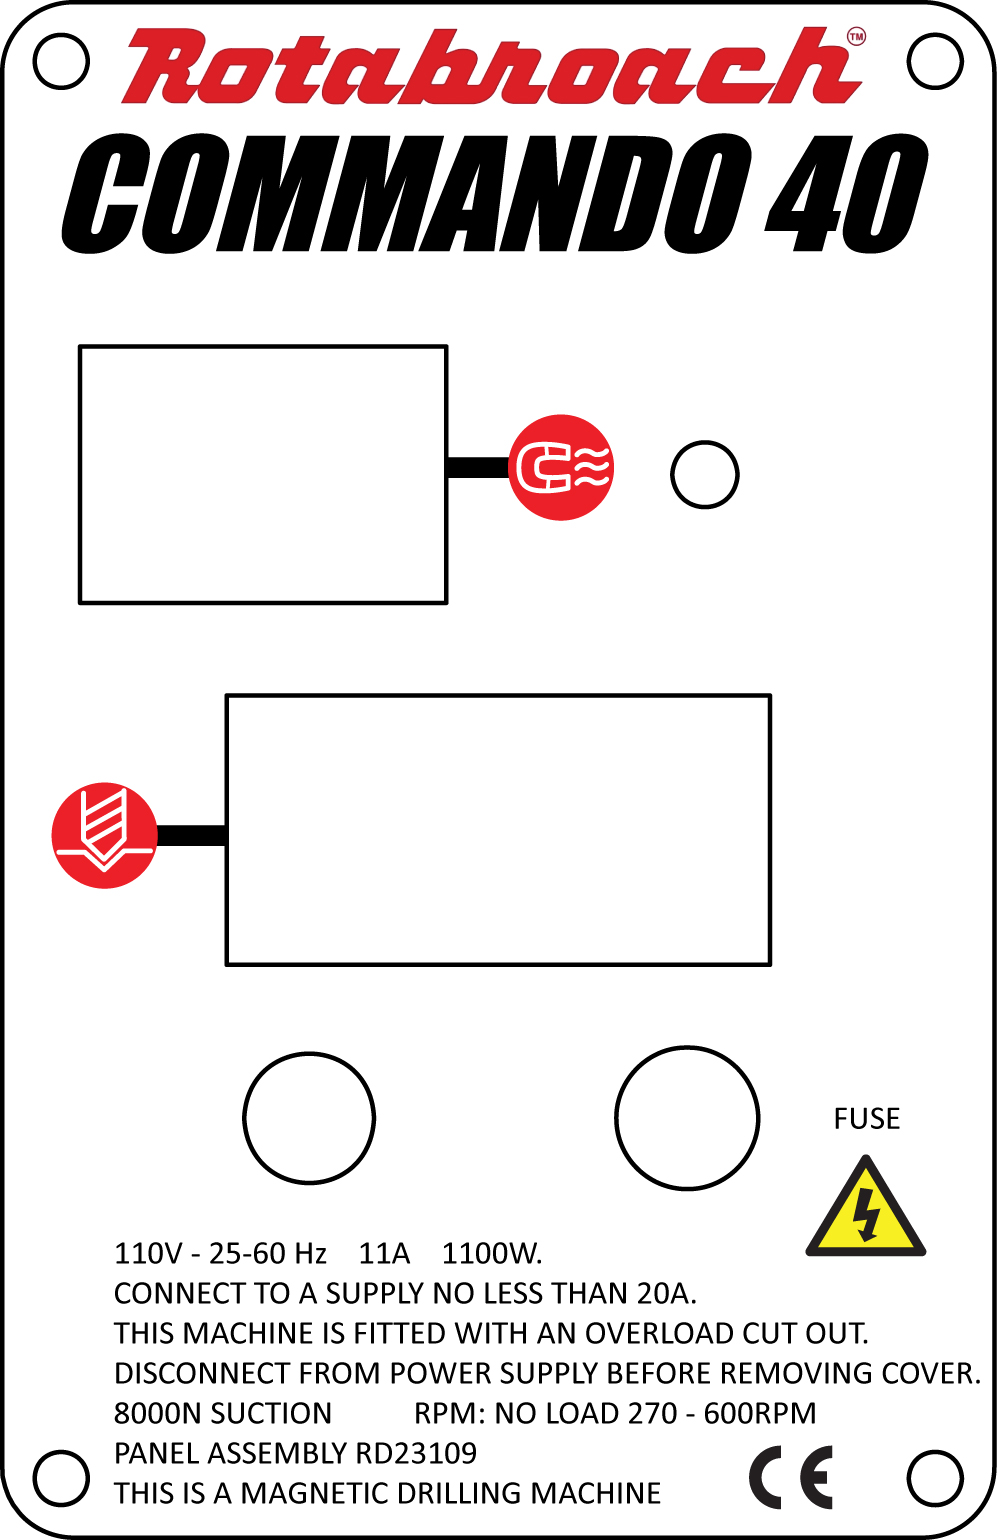 Rotabroach™
COMMANDO 40
FUSE
110V - 25-60 Hz 11A 1100W.
CONNECT TO A SUPPLY NO LESS THAN 20A.
THIS MACHINE IS FITTED WITH AN OVERLOAD CUT OUT.
DISCONNECT FROM POWER SUPPLY BEFORE REMOVING COVER.
8000N SUCTION RPM: NO LOAD 270 - 600RPM
PANEL ASSEMBLY RD23109
THIS IS A MAGNETIC DRILLING MACHINE
CE